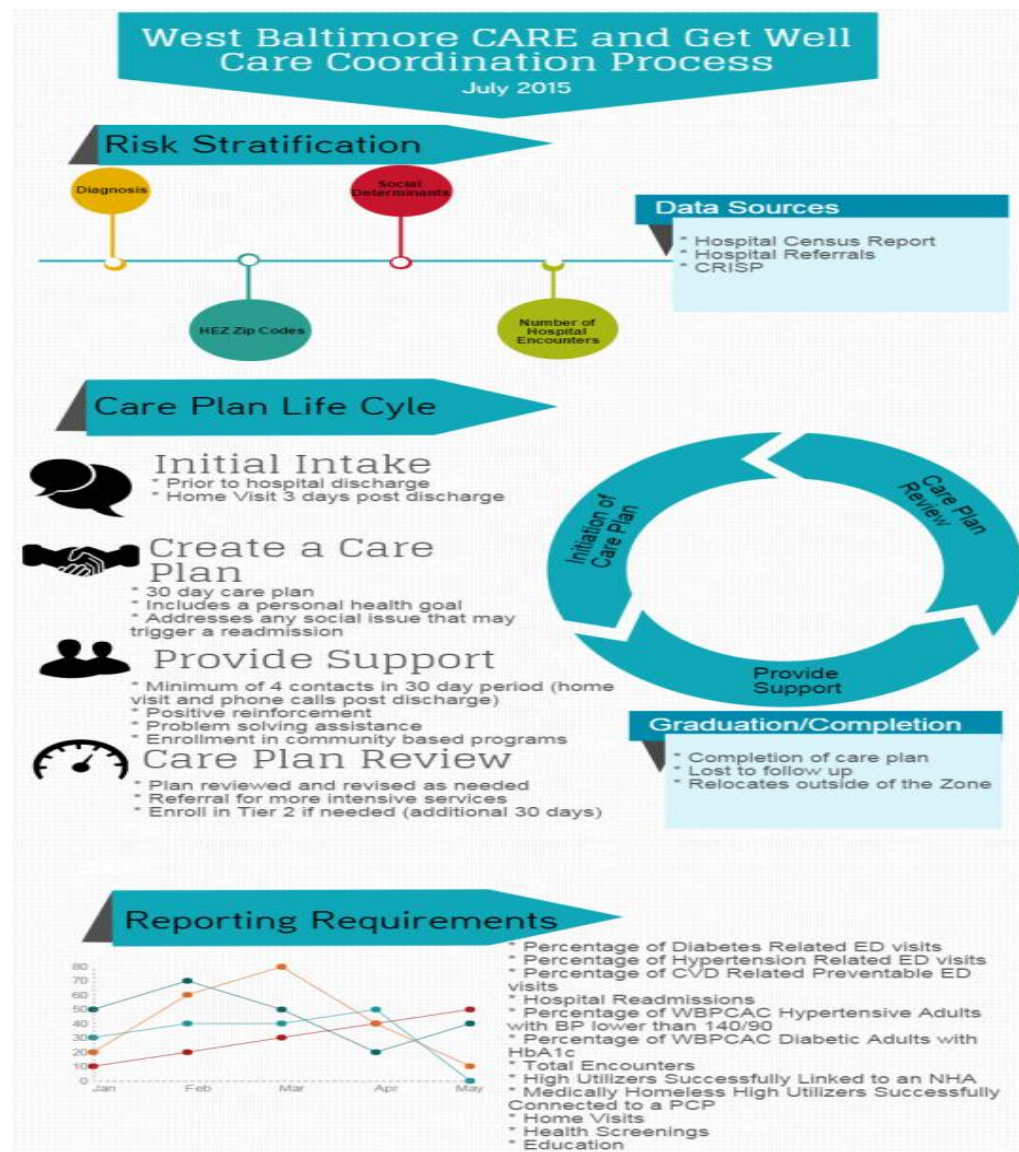 West Baltimore CARE and Get Well
Care Coordination Process
July 2015
Risk Stratification
Diagnosis
Social
Determinants
HEZ Zip Codes
Number of
Hospital
Encounters
Data Sources
* Hospital Census Report
* Hospital Referrals
* CRISP
Care Plan Life Cyle
Initial Intake
* Prior to hospital discharge
* Home Visit 3 days post discharge
Create a Care
Plan
* 30 day care plan
* Includes a personal health goal
* Addresses any social issue that may
trigger a readmission
Provide Support
* Minimum of 4 contacts in 30 day period (home
visit and phone calls post discharge)
* Positive reinforcement
* Problem solving assistance
* Enrollment in community based programs
Care Plan Review
* Plan reviewed and revised as needed
* Referral for more intensive services
* Enroll in Tier 2 if needed (additional 30 days)
Initiation of
Care Plan
Care Plan
Review
Provide
Support
Graduation/Completion
* Completion of care plan
* Lost to follow up
* Relocates outside of the Zone
Reporting Requirements
80
70
60
50
40
30
20
10
0
Jan Feb Mar Apr May
* Percentage of Diabetes Related ED visits
* Percentage of Hypertension Related ED visits
* Percentage of CVD Related Preventable ED
visits
* Hospital Readmissions
* Percentage of WBPCAC Hypertensive Adults
with BP lower than 140/90
* Percentage of WBPCAC Diabetic Adults with
HbA1c
* Total Encounters
* High Utilizers Successfully Linked to an NHA
* Medically Homeless High Utilizers Successfully
Connected to a PCP
* Home Visits
* Health Screenings
* Education